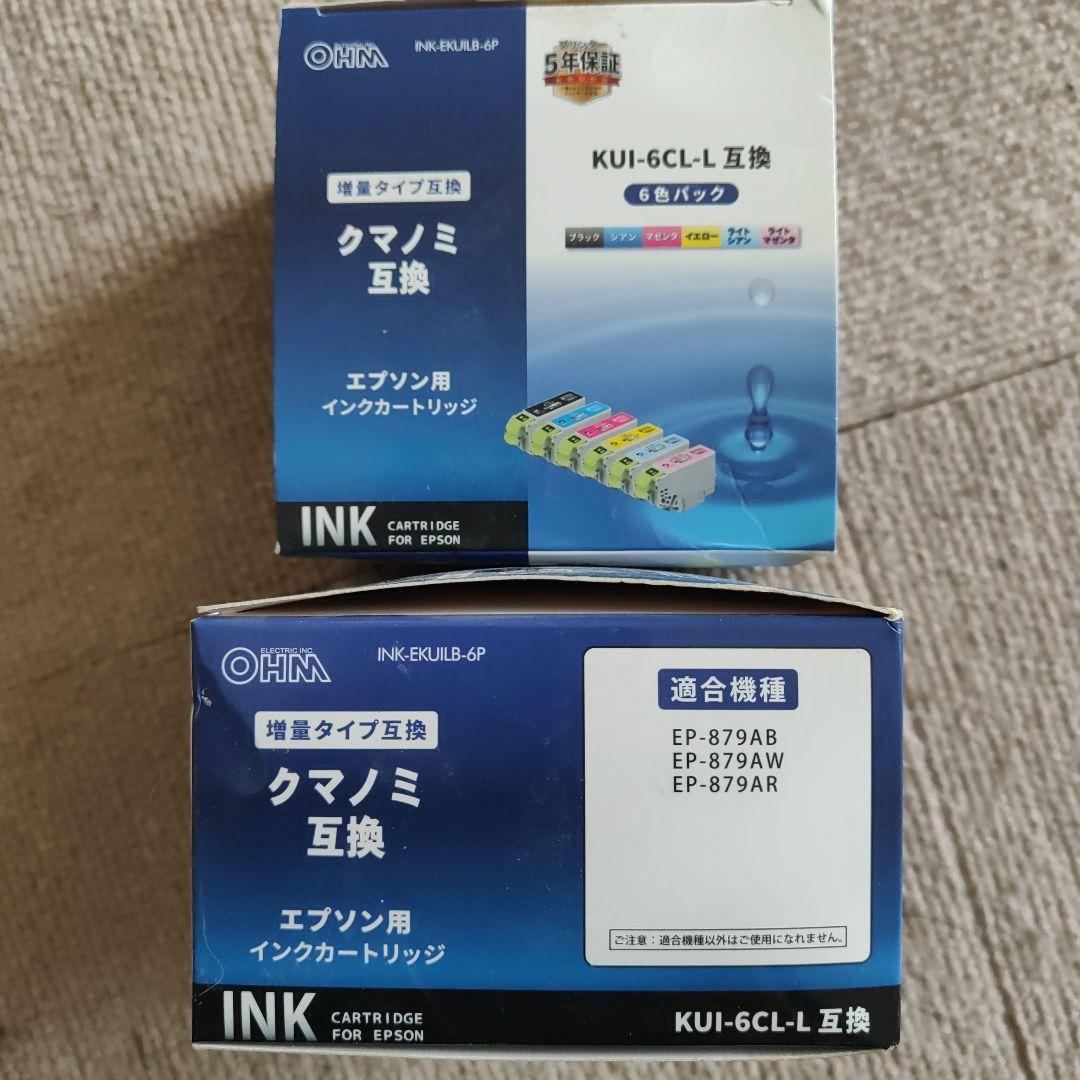 OHM
INK-EKUILB-6P
プリンター
5年保証
増量タイプ互換
クマノミ
互換
エプソン用
インクカートリッジ
INK CARTRIDGE
FOR EPSON
KUI-6CL-L 互換
6色パック
ブラック シアン マゼンタ イエロー ライトシアン ライトマゼンタ
ELECTRIC INC.
OHM
INK-EKUILB-6P
増量タイプ互換
クマノミ
互換
エプソン用
インクカートリッジ
適合機種
EP-879AB
EP-879AW
EP-879AR
ご注意：適合機種以外はご使用になれません。
INK CARTRIDGE
FOR EPSON
KUI-6CL-L 互換